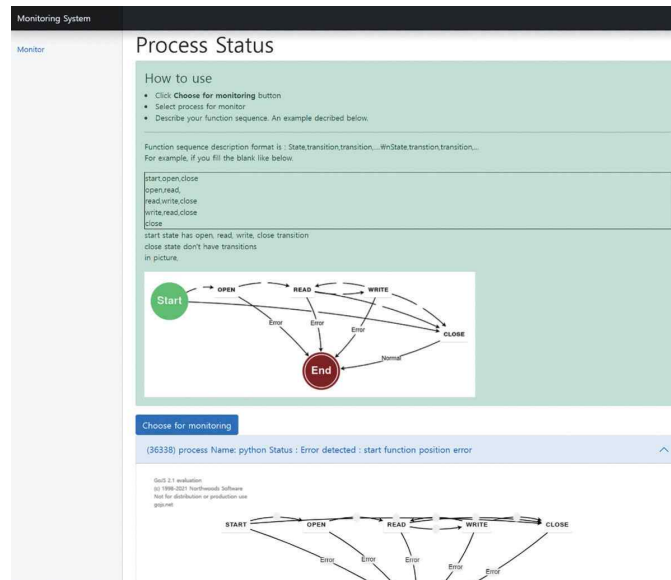 Monitoring System
Monitor
Process Status
How to use
Click Choose for monitoring button
Select process for monitor
Describe your function sequence. An example decribed below.
Function sequence description format is : State,transition,transition,...₩nState,transtion,transition,...
For example, if you fill the blank like below.
start,open,close
open,read,
read,write,close
write,read,close
close
start state has open, read, write, close transition
close state don't have transitions
in picture.
Start
OPEN
READ
WRITE
CLOSE
Error
Error
Error
Normal
End
Choose for monitoring
(36338) process Name: python Status : Error detected : start function position error
GoJS 2.1 evaluation
(c) 1998-2021 Northwoods Software
Not for distribution or production use
gojs.net
START
OPEN
READ
WRITE
CLOSE
Error
Error
Error
Error
Error